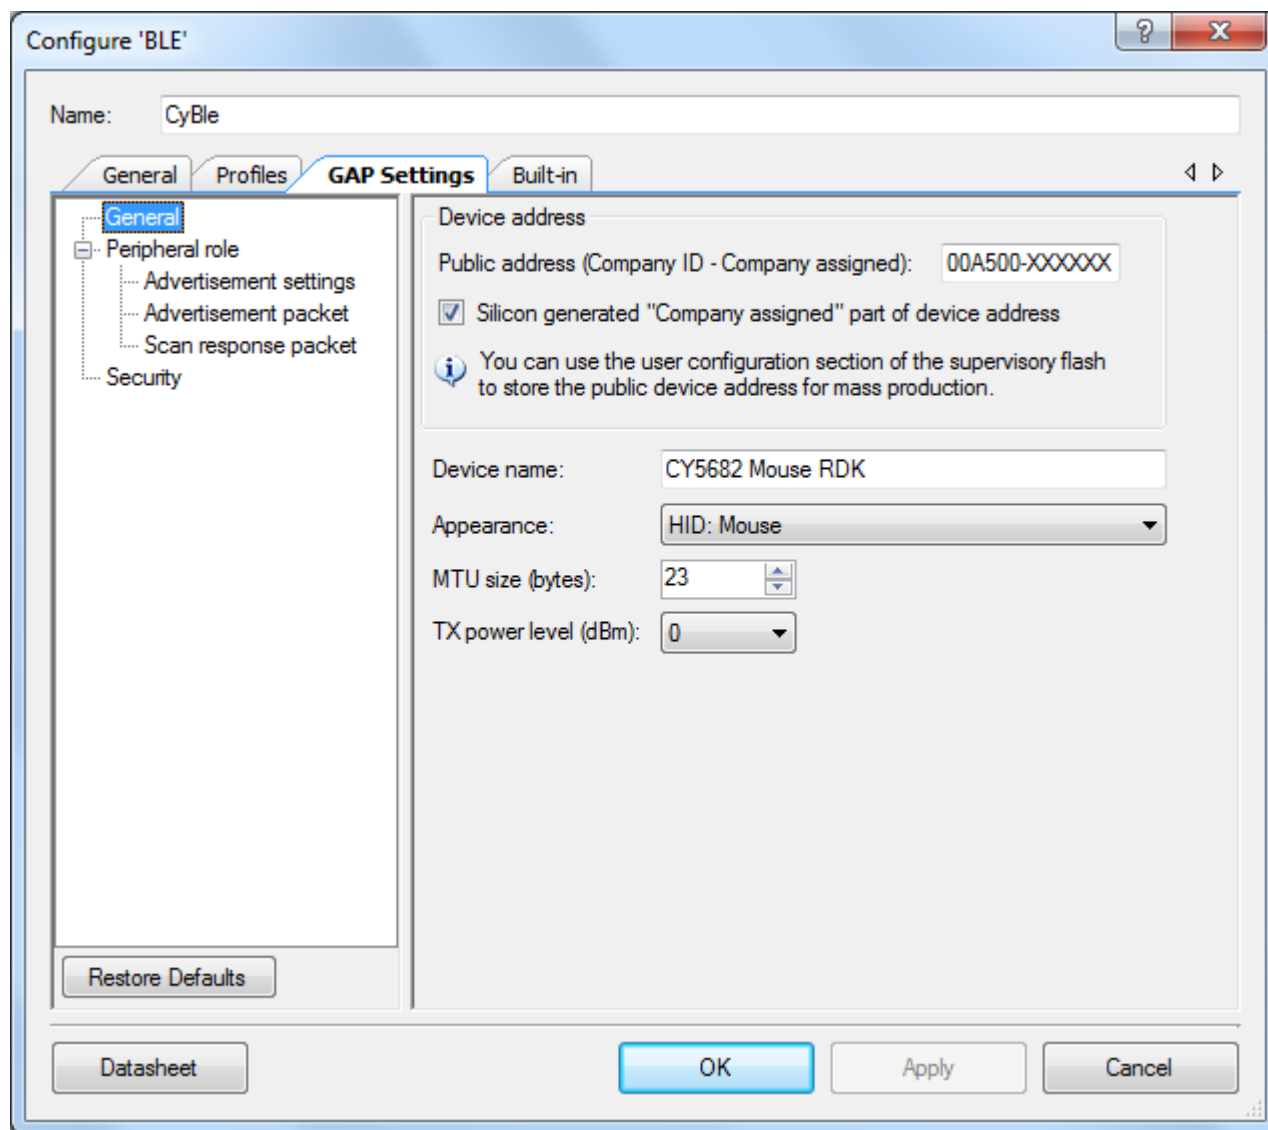 Configure 'BLE'
Name: CyBle
General Profiles GAP Settings Built-in
General
Peripheral role
Advertisement settings
Advertisement packet
Scan response packet
Security
Restore Defaults
Device address
Public address (Company ID - Company assigned): 00A500-XXXXXX
Silicon generated "Company assigned" part of device address
You can use the user configuration section of the supervisory flash
to store the public device address for mass production.
Device name: CY5682 Mouse RDK
Appearance: HID: Mouse
MTU size (bytes): 23
TX power level (dBm): 0
Datasheet OK Apply Cancel